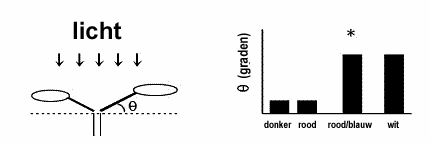 licht
θ
θ (graden)
*
donker rood rood/blauw wit